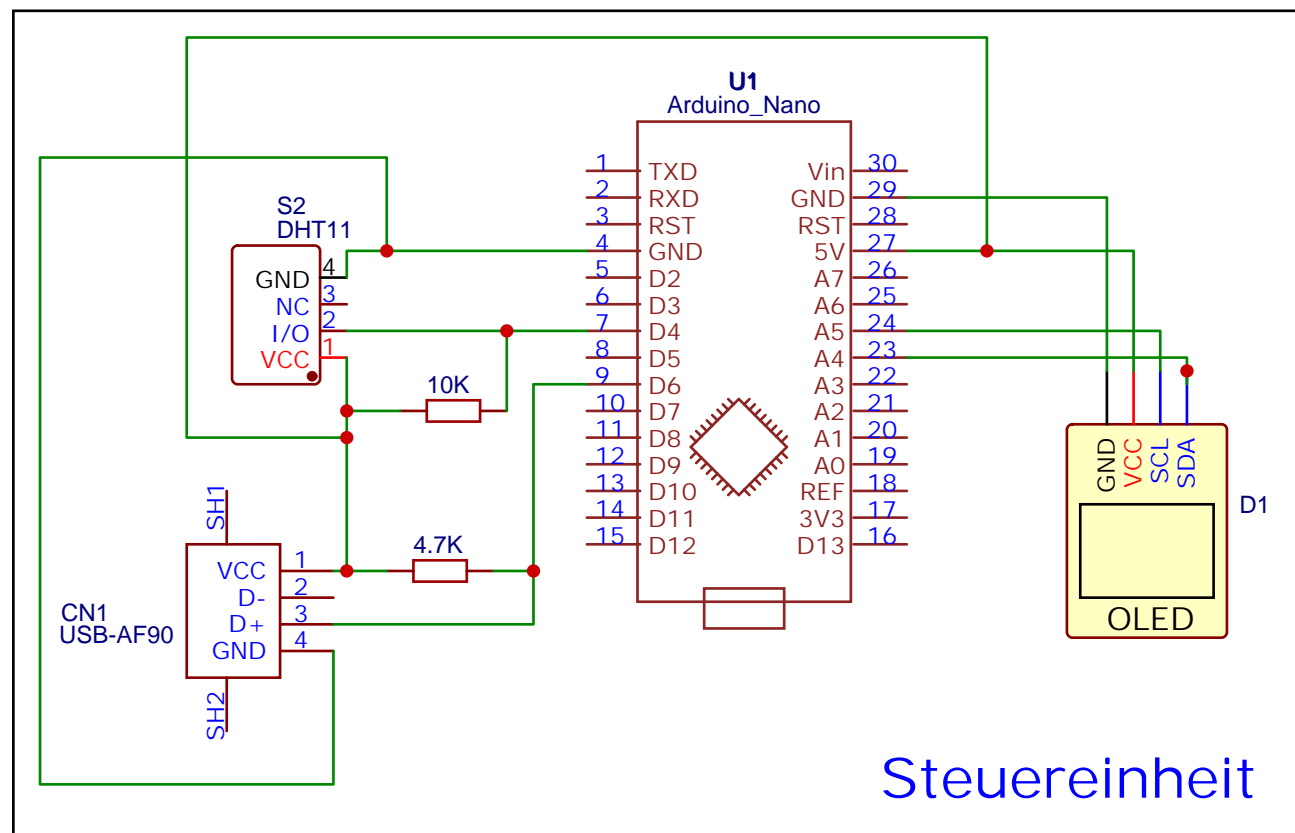 U1
Arduino_Nano
1 TXD
2 RXD
3 RST
4 GND
5 D2
6 D3
7 D4
8 D5
9 D6
10 D7
11 D8
12 D9
13 D10
14 D11
15 D12
Vin 30
GND 29
RST 28
5V 27
A7 26
A6 25
A5 24
A4 23
A3 22
A2 21
A1 20
A0 19
REF 18
3V3 17
D13 16
S2
DHT11
GND 4
NC 3
I/O 2
VCC 1
10K
4.7K
SH1
VCC 1
D- 2
D+ 3
GND 4
CN1
USB-AF90
SH2
GND
VCC
SCL
SDA
D1
OLED
Steuereinheit